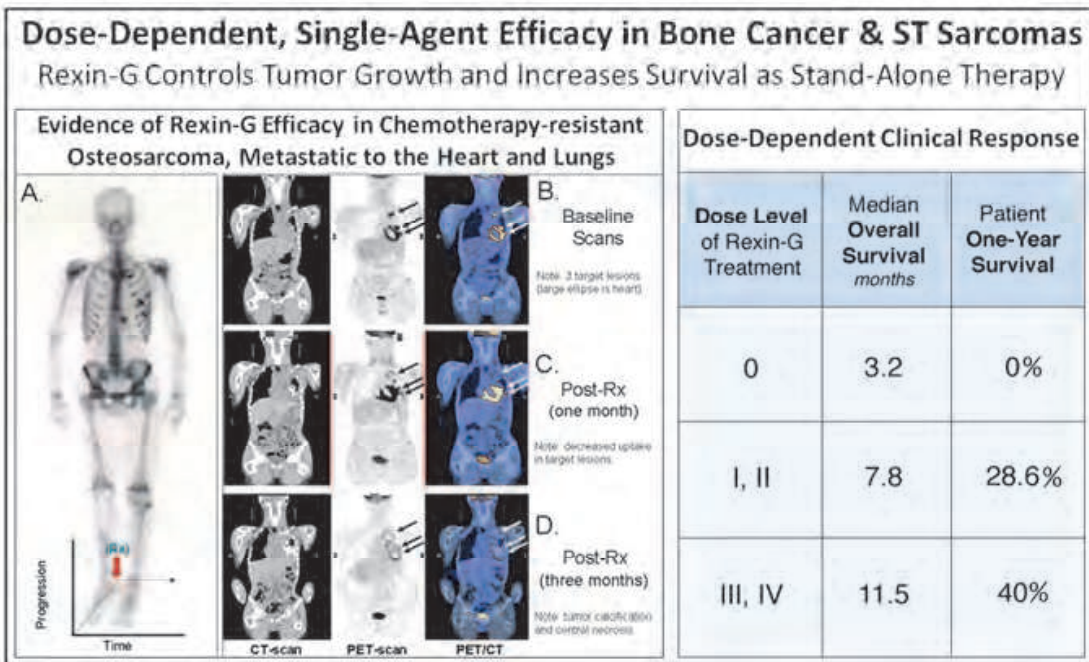 Dose-Dependent, Single-Agent Efficacy in Bone Cancer & ST Sarcomas
Rexin-G Controls Tumor Growth and Increases Survival as Stand-Alone Therapy
Evidence of Rexin-G Efficacy in Chemotherapy-resistant
Osteosarcoma, Metastatic to the Heart and Lungs
A.
(Rx)
Progression
Time
B.
Baseline
Scans
Note: 3 target lesions
(large ellipse is heart)
C.
Post-Rx
(one month)
Note: decreased uptake
in target lesions
D.
Post-Rx
(three months)
Note: tumor calcification
and central necrosis
CT-scan PET-scan PET/CT
Dose-Dependent Clinical Response
Dose Level
of Rexin-G
Treatment
Median
Overall
Survival
months
Patient
One-Year
Survival
0 3.2 0%
I, II 7.8 28.6%
III, IV 11.5 40%